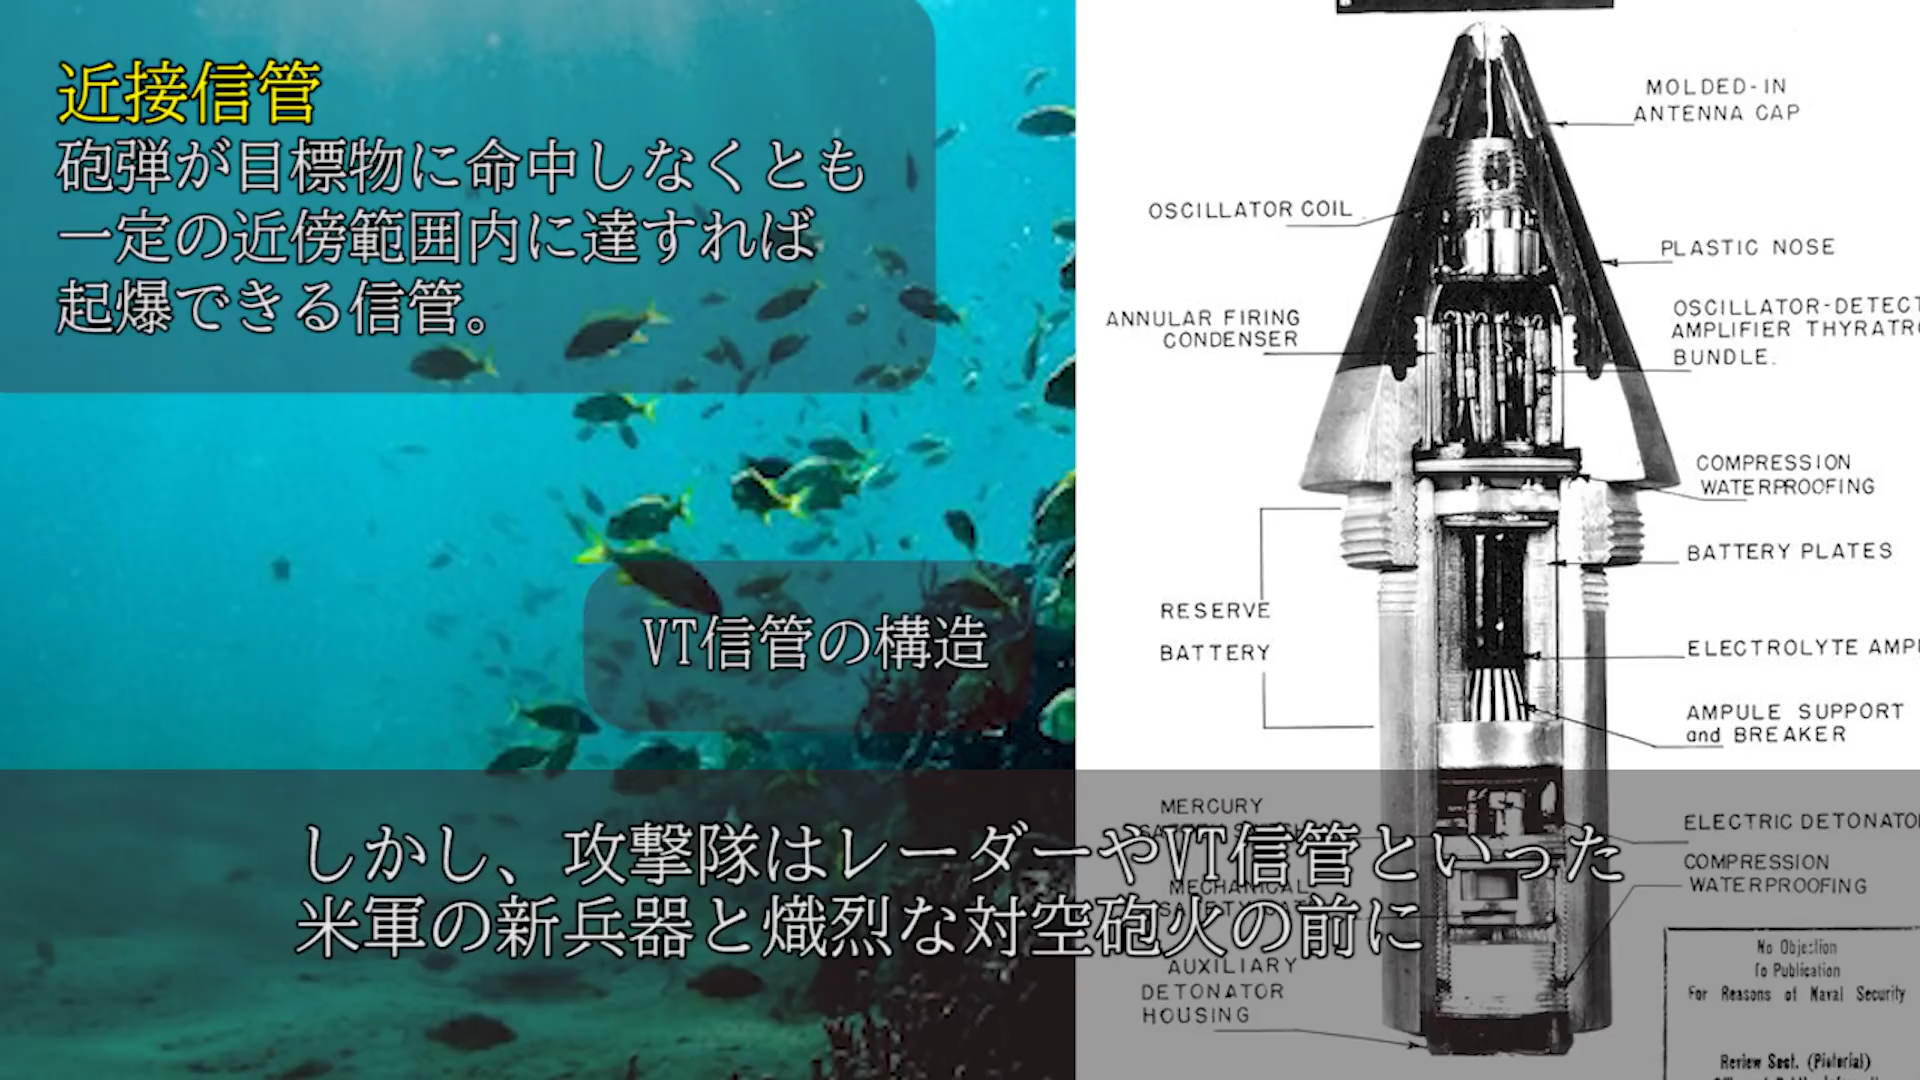 近接信管
砲弾が目標物に命中しなくとも
一定の近傍範囲内に達すれば
起爆できる信管。
VT信管の構造
MOLDED-IN
ANTENNA CAP
OSCILLATOR COIL
PLASTIC NOSE
ANNULAR FIRING
CONDENSER
OSCILLATOR-DETECT
AMPLIFIER THYRATR
BUNDLE.
COMPRESSION
WATERPROOFING
BATTERY PLATES
RESERVE
BATTERY
ELECTROLYTE AMP
AMPULE SUPPORT
and BREAKER
MERCURY
ELECTRIC DETONATO
COMPRESSION
WATERPROOFING
MECHANICAL
AUXILIARY
DETONATOR
HOUSING
No Objection
To Publication
For Reasons of Naval Security
Review Sect. (Pictorial)
しかし、攻撃隊はレーダーやVT信管といった
米軍の新兵器と熾烈な対空砲火の前に